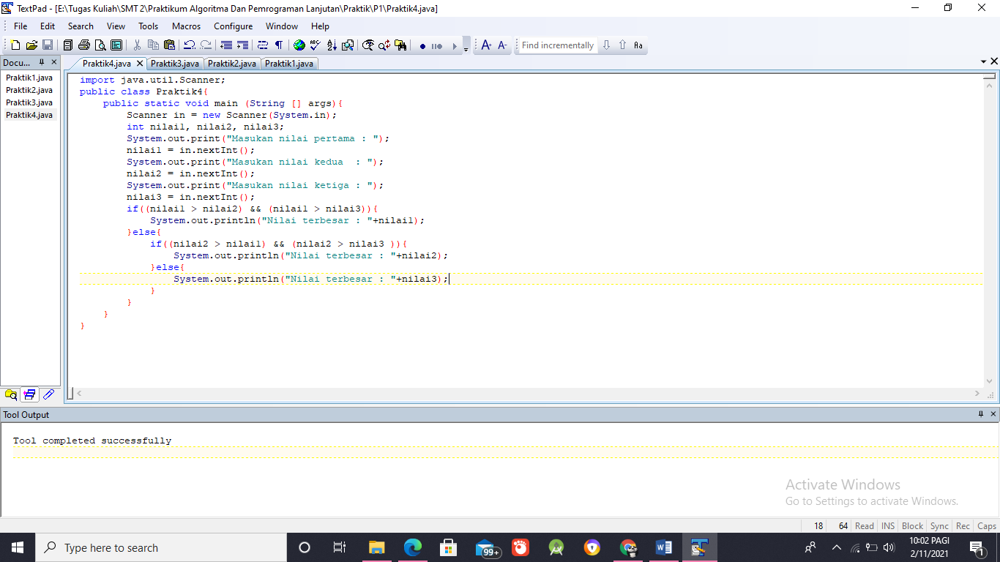 TextPad - [E:\Tugas Kuliah\SMT 2\Praktikum Algoritma Dan Pemrograman Lanjutan\Praktik\P1\Praktik4.java]
File Edit Search View Tools Macros Configure Window Help
Find incrementally Aa
Docu...
Praktik4.java Praktik3.java Praktik2.java Praktik1.java
Praktik1.java
Praktik2.java
Praktik3.java
Praktik4.java
import java.util.Scanner;
public class Praktik4{
    public static void main (String [] args){
        Scanner in = new Scanner(System.in);
        int nilai1, nilai2, nilai3;
        System.out.print("Masukan nilai pertama : ");
        nilai1 = in.nextInt();
        System.out.print("Masukan nilai kedua  : ");
        nilai2 = in.nextInt();
        System.out.print("Masukan nilai ketiga : ");
        nilai3 = in.nextInt();
        if((nilai1 > nilai2) && (nilai1 > nilai3)){
            System.out.println("Nilai terbesar : "+nilai1);
        }else{
            if((nilai2 > nilai1) && (nilai2 > nilai3 )){
                System.out.println("Nilai terbesar : "+nilai2);
            }else{
                System.out.println("Nilai terbesar : "+nilai3);
            }
        }
    }
}
Tool Output
Tool completed successfully
Activate Windows
Go to Settings to activate Windows.
18 64 Read INS Block Sync Rec Caps
Type here to search
99+
10:02 PAGI
2/11/2021
1